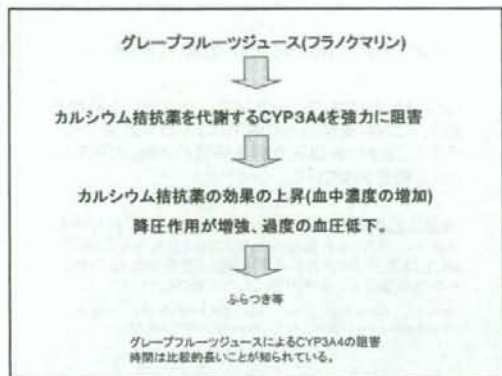 グレープフルーツジュース(フラノクマリン)
カルシウム拮抗薬を代謝するCYP3A4を強力に阻害
カルシウム拮抗薬の効果の上昇(血中濃度の増加)
降圧作用が増強、過度の血圧低下。
ふらつき等
グレープフルーツジュースによるCYP3A4の阻害
時間は比較的長いことが知られている。